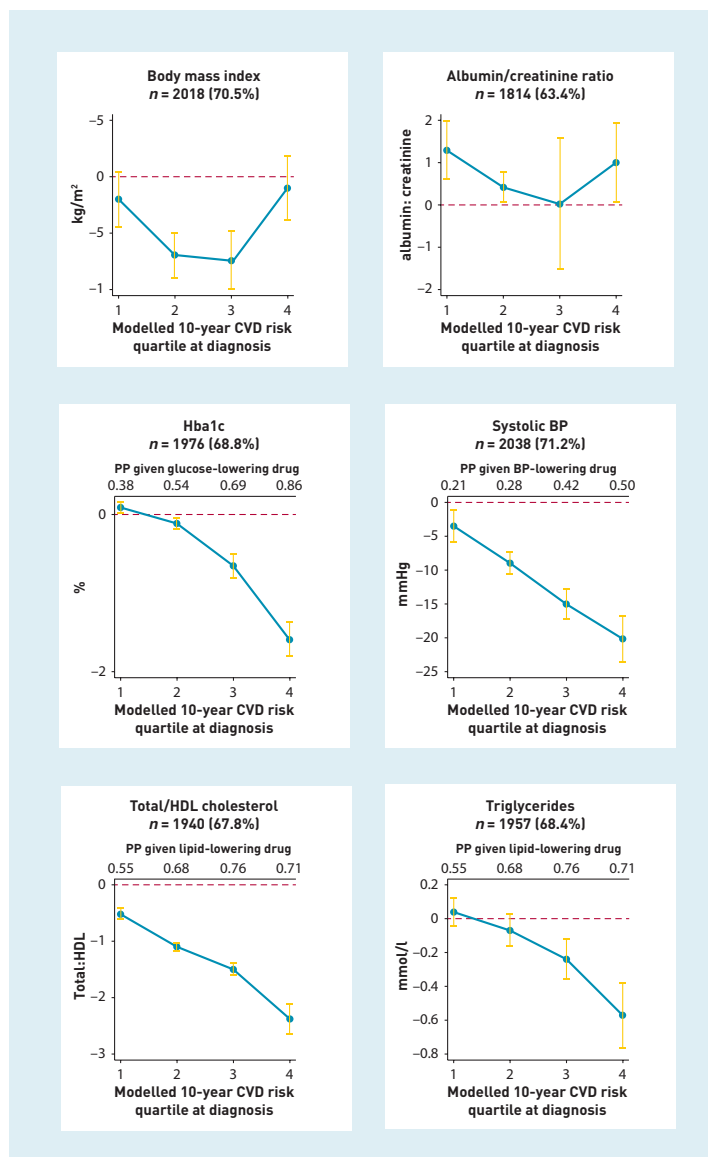 Body mass index
n = 2018 (70.5%)
−5
0
−5
−1
kg/m²
1 2 3 4
Modelled 10-year CVD risk
quartile at diagnosis
Albumin/creatinine ratio
n = 1814 (63.4%)
2
1
0
−1
−2
albumin: creatinine
1 2 3 4
Modelled 10-year CVD risk
quartile at diagnosis
Hba1c
n = 1976 (68.8%)
PP given glucose-lowering drug
0.38 0.54 0.69 0.86
0
−2
%
1 2 3 4
Modelled 10-year CVD risk
quartile at diagnosis
Systolic BP
n = 2038 (71.2%)
PP given BP-lowering drug
0.21 0.28 0.42 0.50
0
−5
−10
−15
−20
−25
mmHg
1 2 3 4
Modelled 10-year CVD risk
quartile at diagnosis
Total/HDL cholesterol
n = 1940 (67.8%)
PP given lipid-lowering drug
0.55 0.68 0.76 0.71
0
−1
−2
−3
Total:HDL
1 2 3 4
Modelled 10-year CVD risk
quartile at diagnosis
Triglycerides
n = 1957 (68.4%)
PP given lipid-lowering drug
0.55 0.68 0.76 0.71
0.2
0
−0.2
−0.4
−0.6
−0.8
mmol/l
1 2 3 4
Modelled 10-year CVD risk
quartile at diagnosis